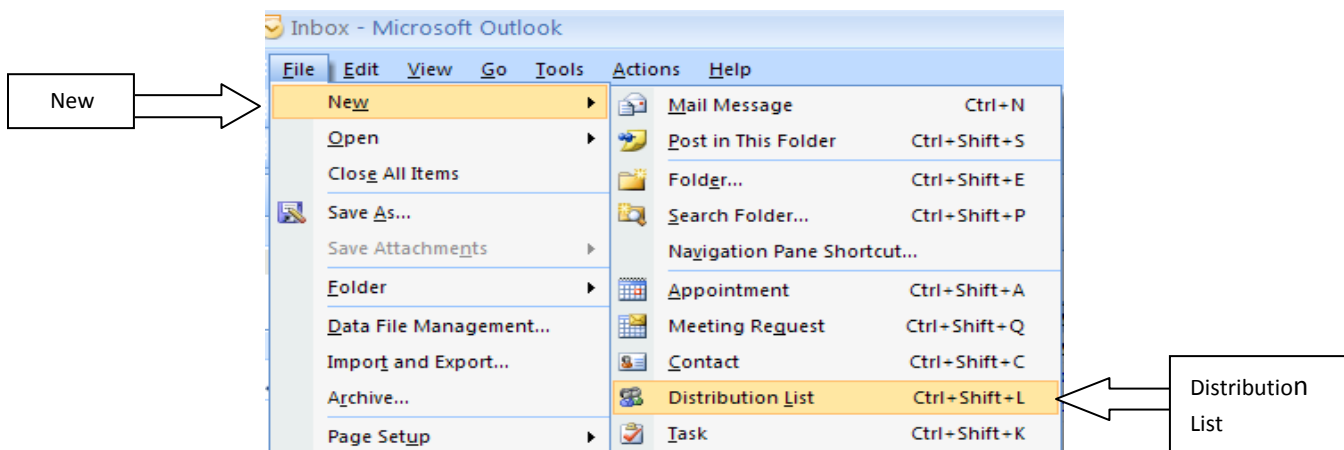 Inbox - Microsoft Outlook
File Edit View Go Tools Actions Help
New
New
Open
Close All Items
Save As...
Save Attachments
Folder
Data File Management...
Import and Export...
Archive...
Page Setup
Mail Message Ctrl+N
Post in This Folder Ctrl+Shift+S
Folder... Ctrl+Shift+E
Search Folder... Ctrl+Shift+P
Navigation Pane Shortcut...
Appointment Ctrl+Shift+A
Meeting Request Ctrl+Shift+Q
Contact Ctrl+Shift+C
Distribution List Ctrl+Shift+L
Task Ctrl+Shift+K
Distribution
List